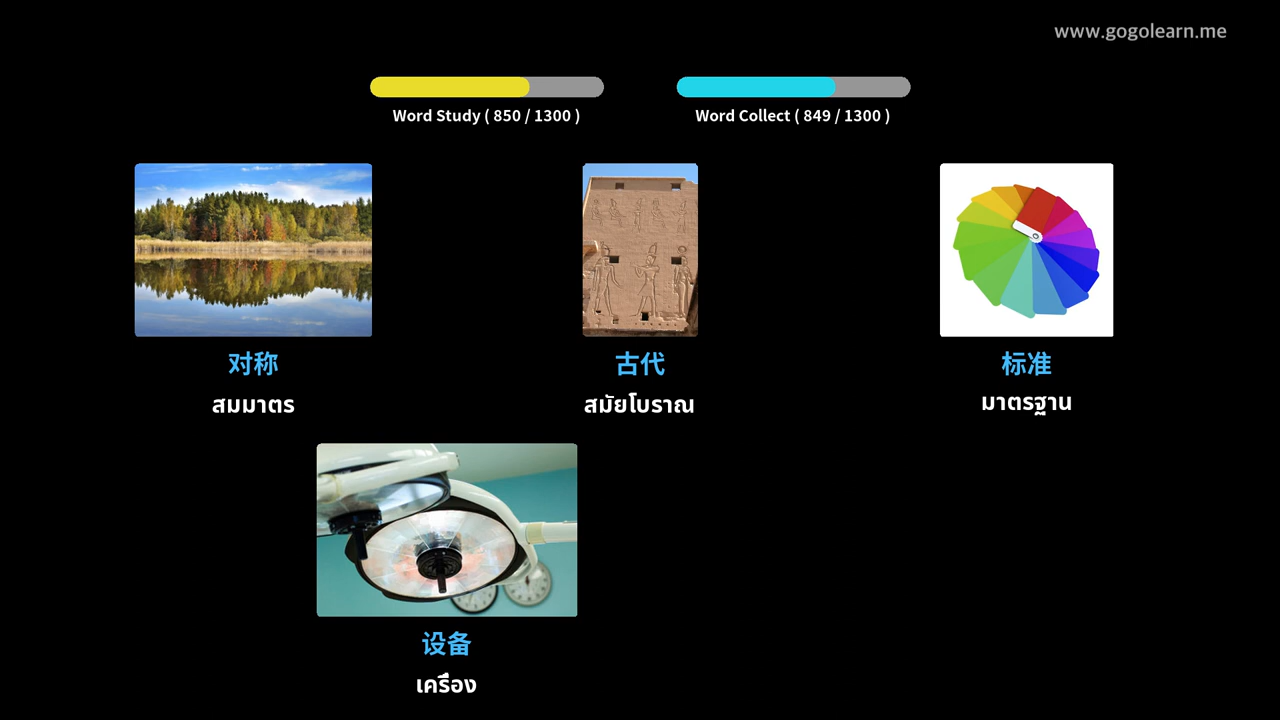 www.gogolearn.me
Word Study ( 850 / 1300 )
Word Collect ( 849 / 1300 )
对称
สมมาตร
古代
สมัยโบราณ
标准
มาตรฐาน
设备
เครื่อง